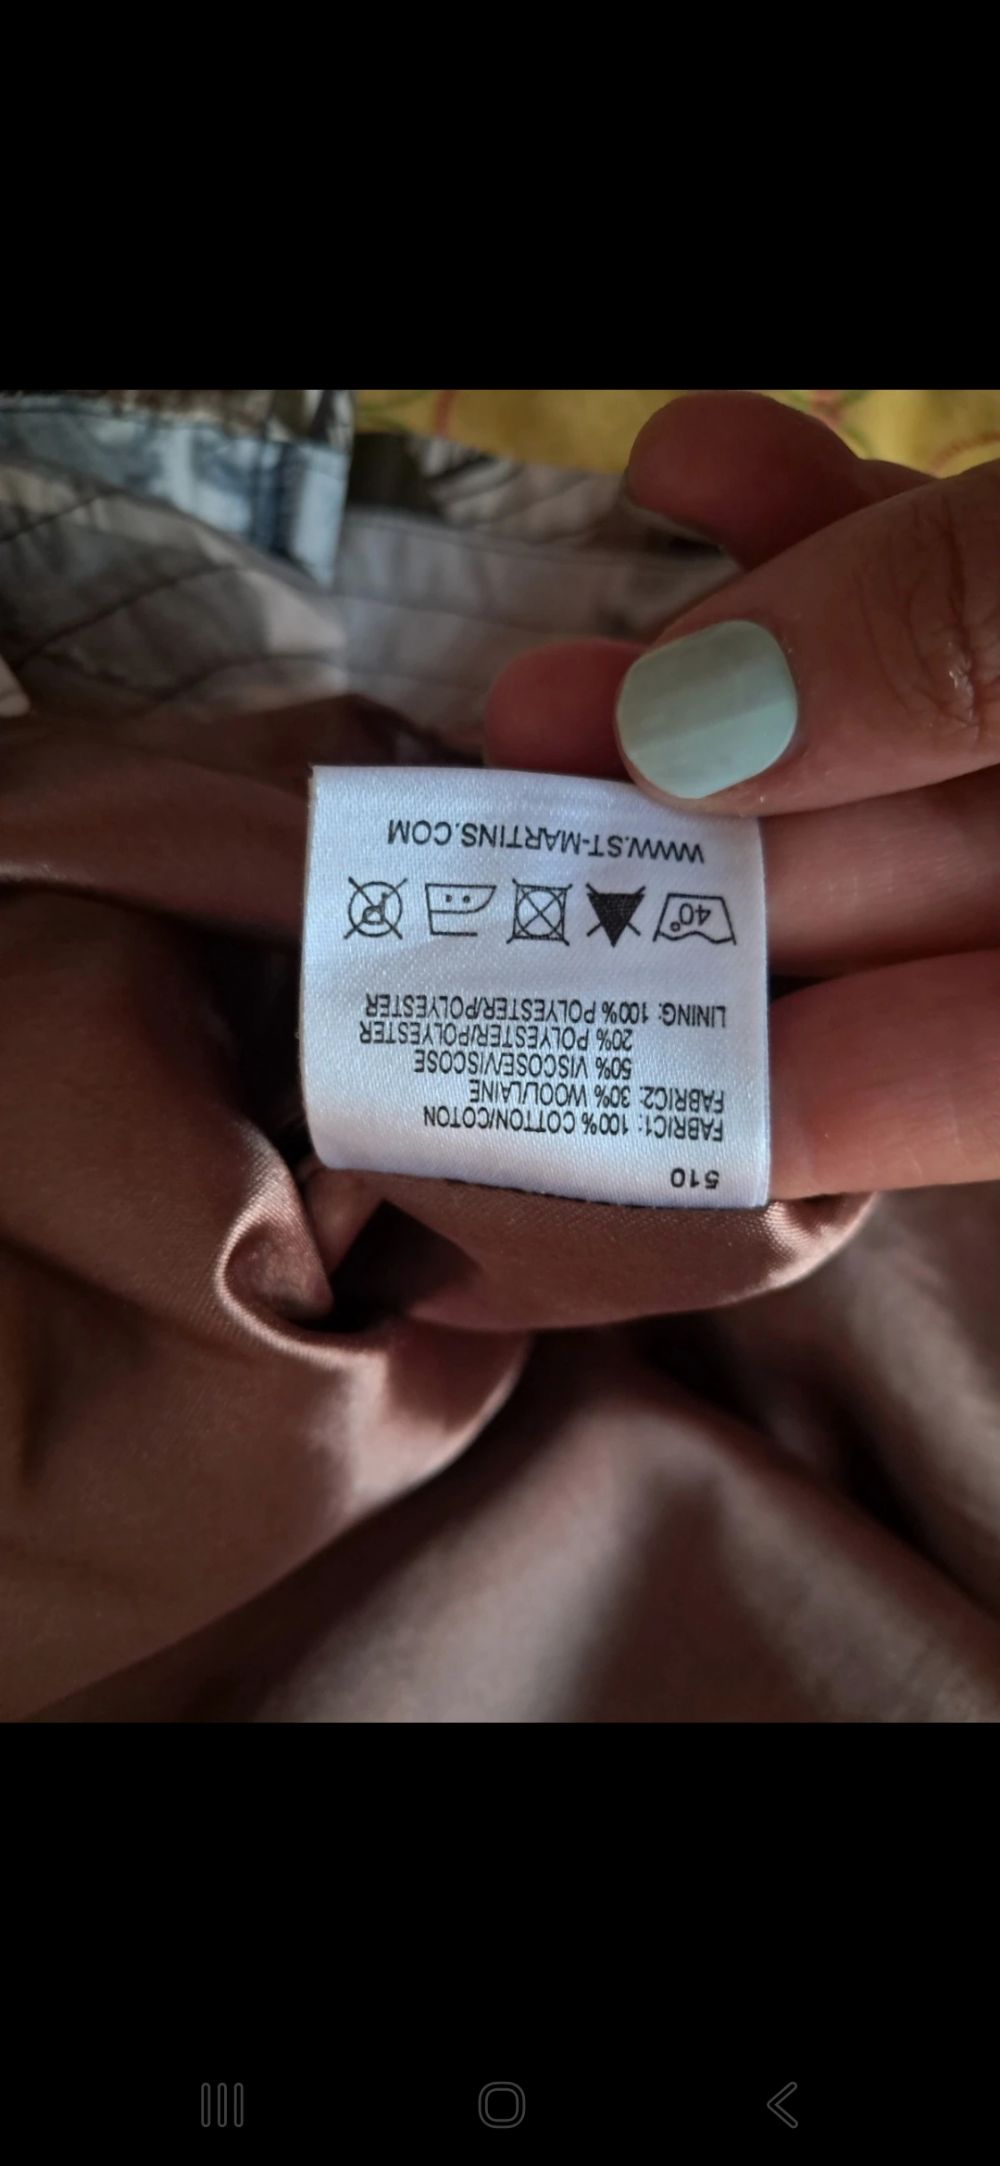 510
FABRIC1: 100% COTTON/COTON
FABRIC2: 30% WOOL/LAINE
50% VISCOSE/VISCOSE
20% POLYESTER/POLYESTER
LINING: 100% POLYESTER/POLYESTER
40°
WWW.ST-MARTINS.COM